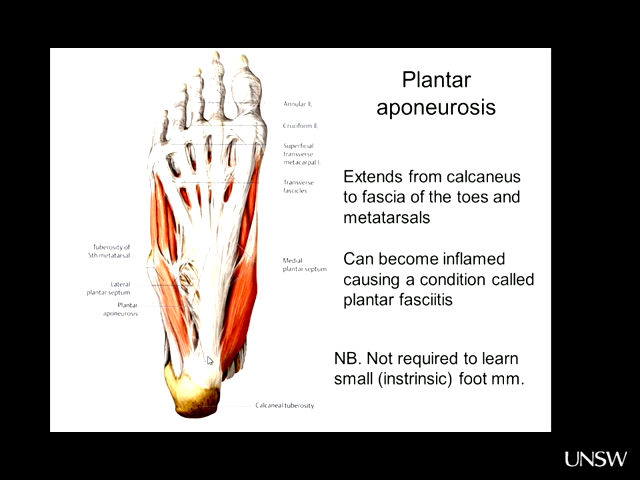 Plantar
aponeurosis
Annular ll.
Cruciform ll.
Superficial
transverse
metacarpal l.
Transverse
fascicles
Extends from calcaneus
to fascia of the toes and
metatarsals
Tuberosity of
5th metatarsal
Lateral
plantar septum
Plantar
aponeurosis
Medial
plantar septum
Can become inflamed
causing a condition called
plantar fasciitis
NB. Not required to learn
small (instrinsic) foot mm.
Calcaneal tuberosity
UNSW